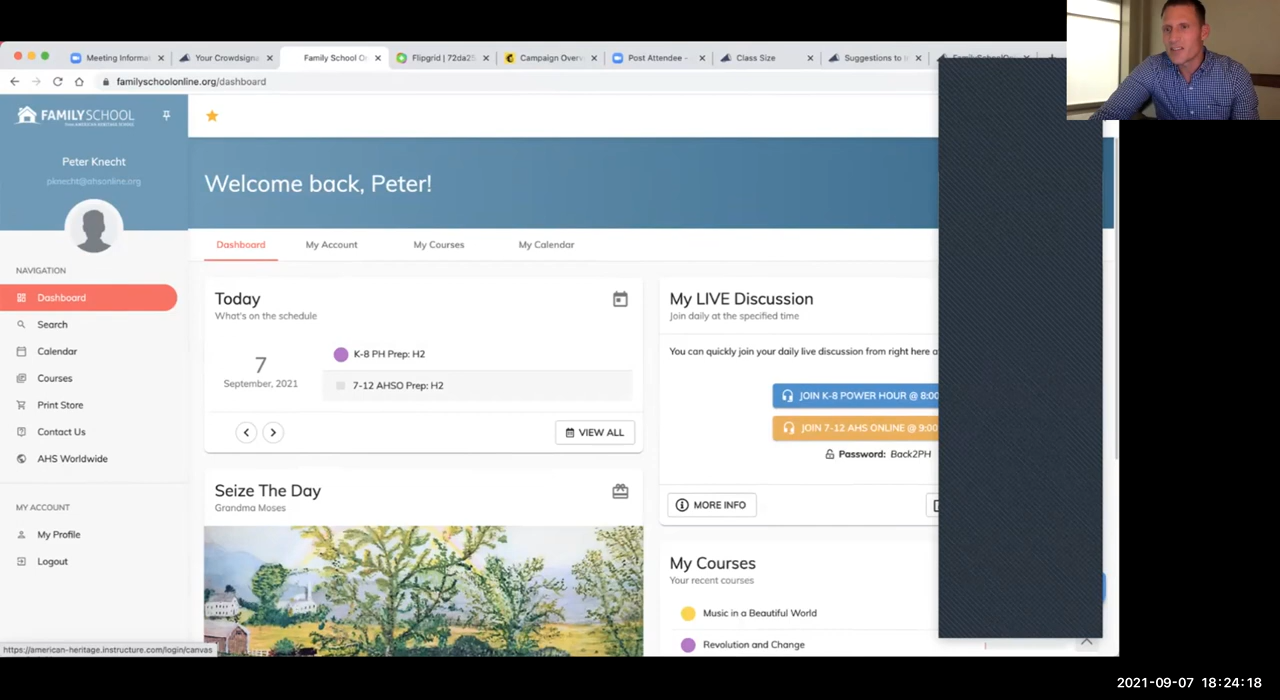 Meeting Informa
Your Crowdsigna
Family School O
Flipgrid | 72da25
Campaign Overv
Post Attendee -
Class Size
Suggestions to I
familyschoolonline.org/dashboard
FAMILYSCHOOL
Peter Knecht
pknecht@ahsonline.org
NAVIGATION
Dashboard
Search
Calendar
Courses
Print Store
Contact Us
AHS Worldwide
MY ACCOUNT
My Profile
Logout
Welcome back, Peter!
Dashboard
My Account
My Courses
My Calendar
Today
What's on the schedule
7
September, 2021
K-8 PH Prep: H2
7-12 AHSO Prep: H2
VIEW ALL
Seize The Day
Grandma Moses
My LIVE Discussion
Join daily at the specified time
You can quickly join your daily live discussion from right here a
JOIN K-8 POWER HOUR @ 8:00
JOIN 7-12 AHS ONLINE @ 9:00
Password: Back2PH
MORE INFO
My Courses
Your recent courses
Music in a Beautiful World
Revolution and Change
https://american-heritage.instructure.com/login/canvas
2021-09-07 18:24:18